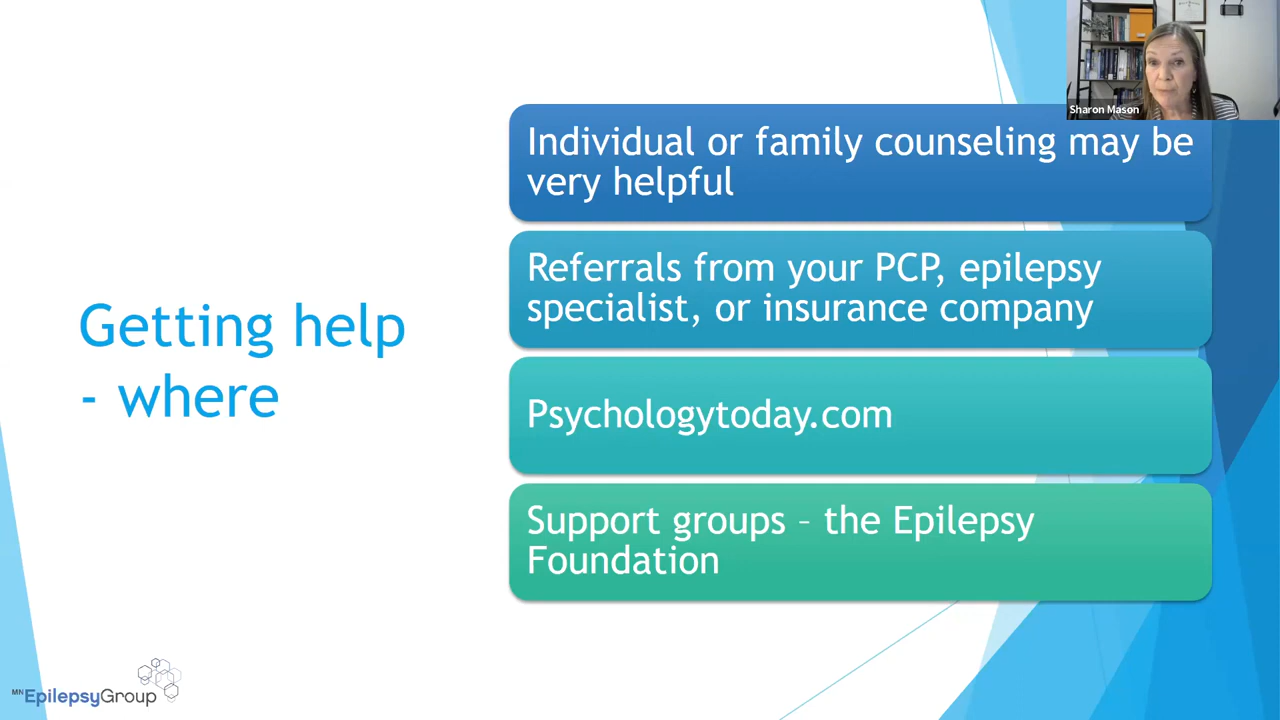 Sharon Mason
Individual or family counseling may be
very helpful
Referrals from your PCP, epilepsy
specialist, or insurance company
Getting help
- where
Psychologytoday.com
Support groups – the Epilepsy
Foundation
MN EpilepsyGroup